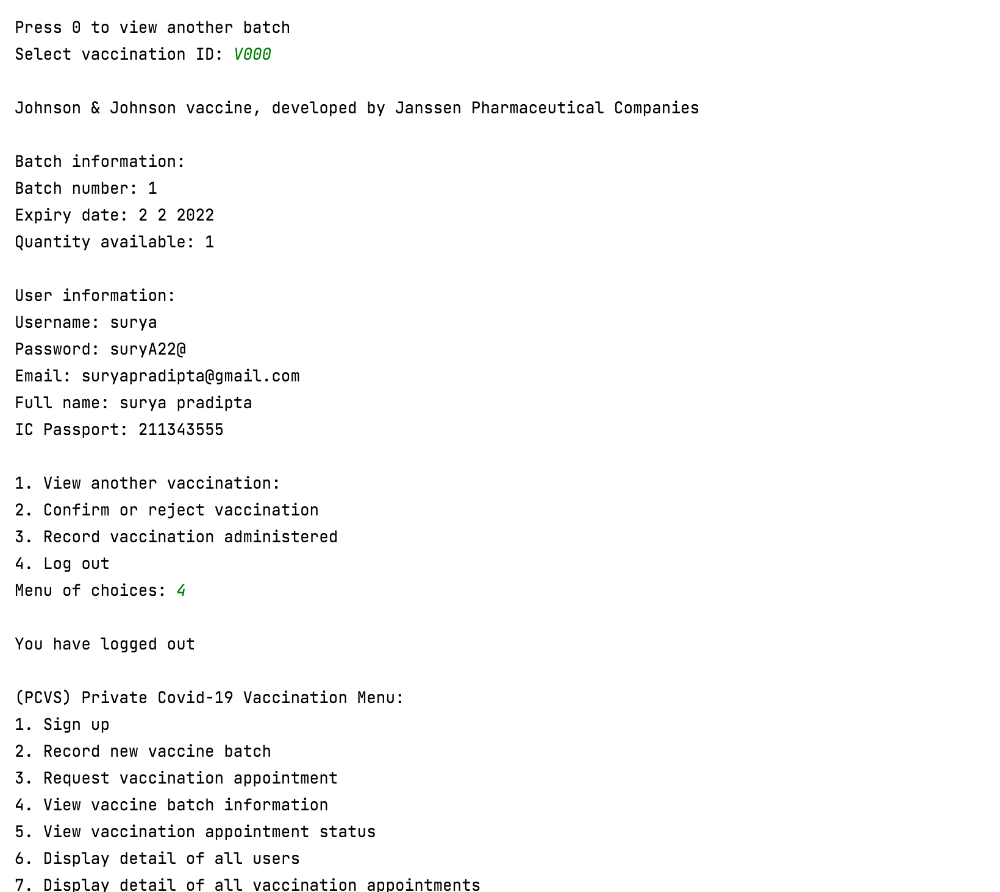 Press 0 to view another batch
Select vaccination ID: V000
Johnson & Johnson vaccine, developed by Janssen Pharmaceutical Companies
Batch information:
Batch number: 1
Expiry date: 2 2 2022
Quantity available: 1
User information:
Username: surya
Password: suryA22@
Email: suryapradipta@gmail.com
Full name: surya pradipta
IC Passport: 211343555
1. View another vaccination:
2. Confirm or reject vaccination
3. Record vaccination administered
4. Log out
Menu of choices: 4
You have logged out
(PCVS) Private Covid-19 Vaccination Menu:
1. Sign up
2. Record new vaccine batch
3. Request vaccination appointment
4. View vaccine batch information
5. View vaccination appointment status
6. Display detail of all users
7. Display detail of all vaccination appointments